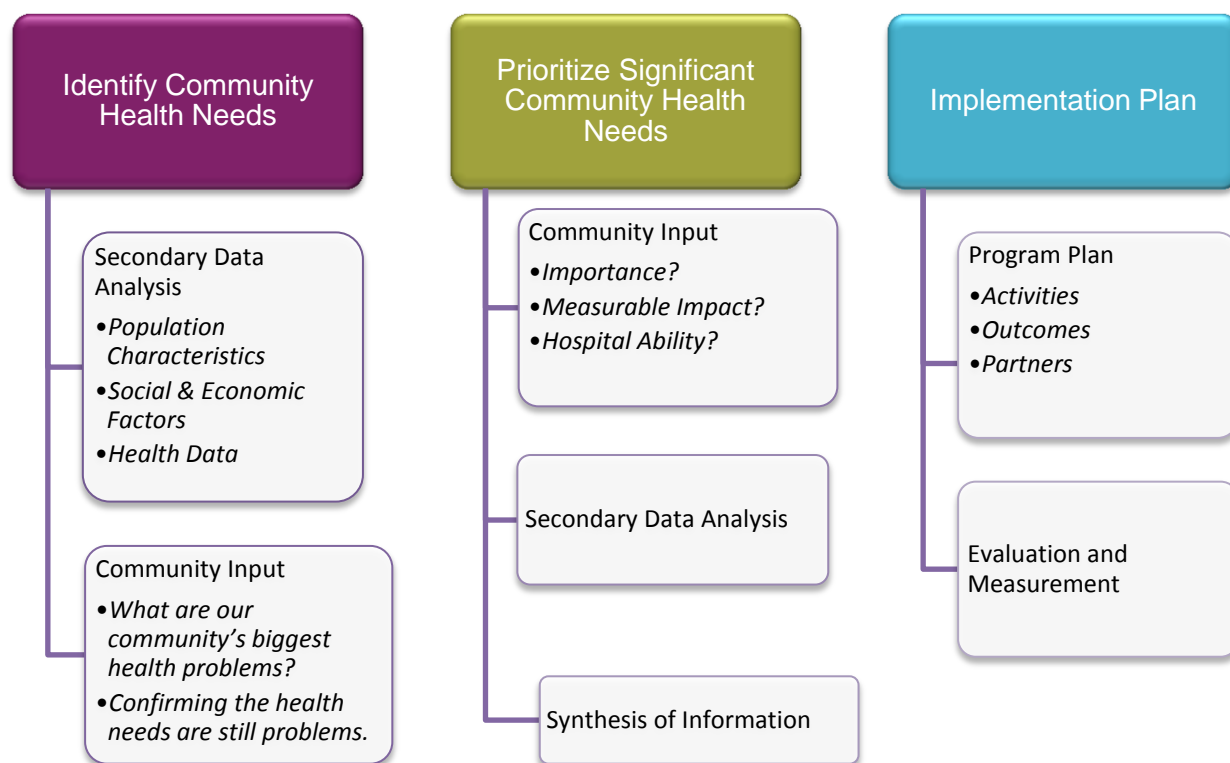 Identify Community
Health Needs
Secondary Data
Analysis
•Population
Characteristics
•Social & Economic
Factors
•Health Data
Community Input
•What are our
community’s biggest
health problems?
•Confirming the health
needs are still problems.
Prioritize Significant
Community Health
Needs
Community Input
•Importance?
•Measurable Impact?
•Hospital Ability?
Secondary Data Analysis
Synthesis of Information
Implementation Plan
Program Plan
•Activities
•Outcomes
•Partners
Evaluation and
Measurement